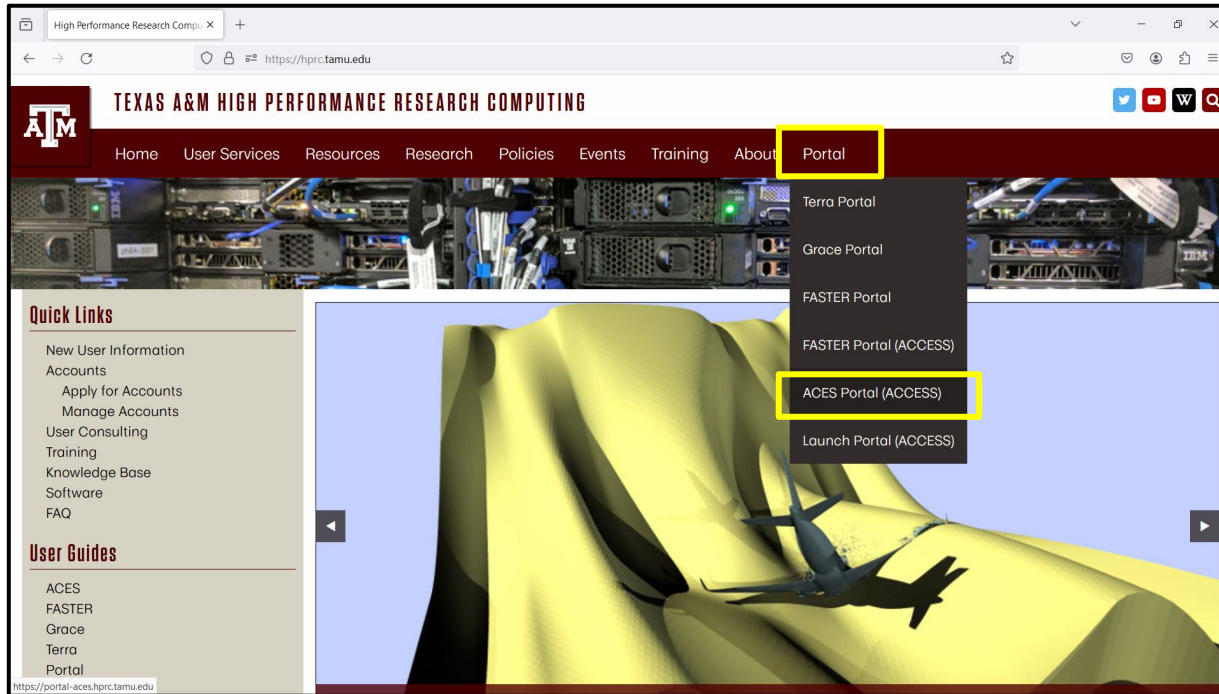 High Performance Research Compu
https://hprc.tamu.edu
TEXAS A&M HIGH PERFORMANCE RESEARCH COMPUTING
W
A|M
Home User Services Resources Research Policies Events Training About Portal
Terra Portal
Grace Portal
FASTER Portal
FASTER Portal (ACCESS)
ACES Portal (ACCESS)
Launch Portal (ACCESS)
IBM
IBM
Quick Links
New User Information
Accounts
Apply for Accounts
Manage Accounts
User Consulting
Training
Knowledge Base
Software
FAQ
User Guides
ACES
FASTER
Grace
Terra
Portal
https://portal-aces.hprc.tamu.edu